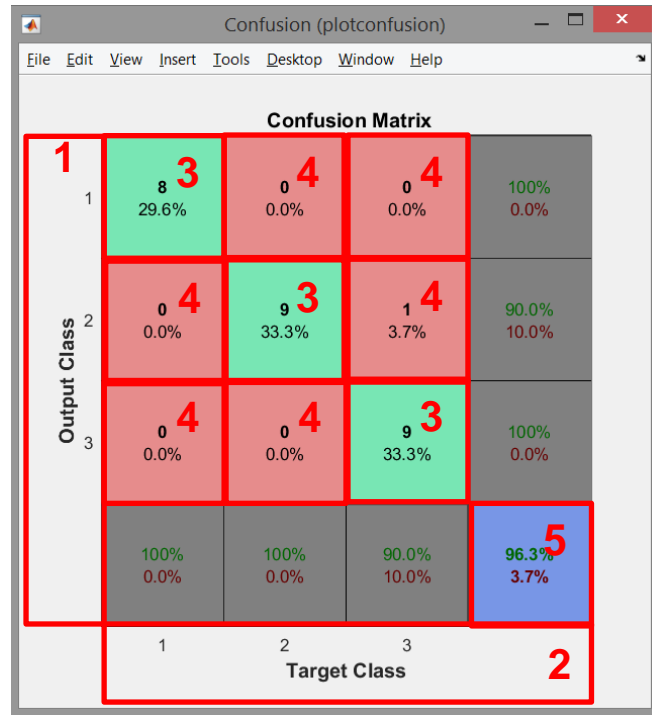 Confusion (plotconfusion)
File Edit View Insert Tools Desktop Window Help
Confusion Matrix
1 3 4 4
1 8 0 0 100%
29.6% 0.0% 0.0% 0.0%
4 3 4
2 0 9 1 90.0%
0.0% 33.3% 3.7% 10.0%
Output Class
4 4 3
3 0 0 9 100%
0.0% 0.0% 33.3% 0.0%
5
100% 100% 90.0% 96.3%
0.0% 0.0% 10.0% 3.7%
1 2 3
Target Class
2